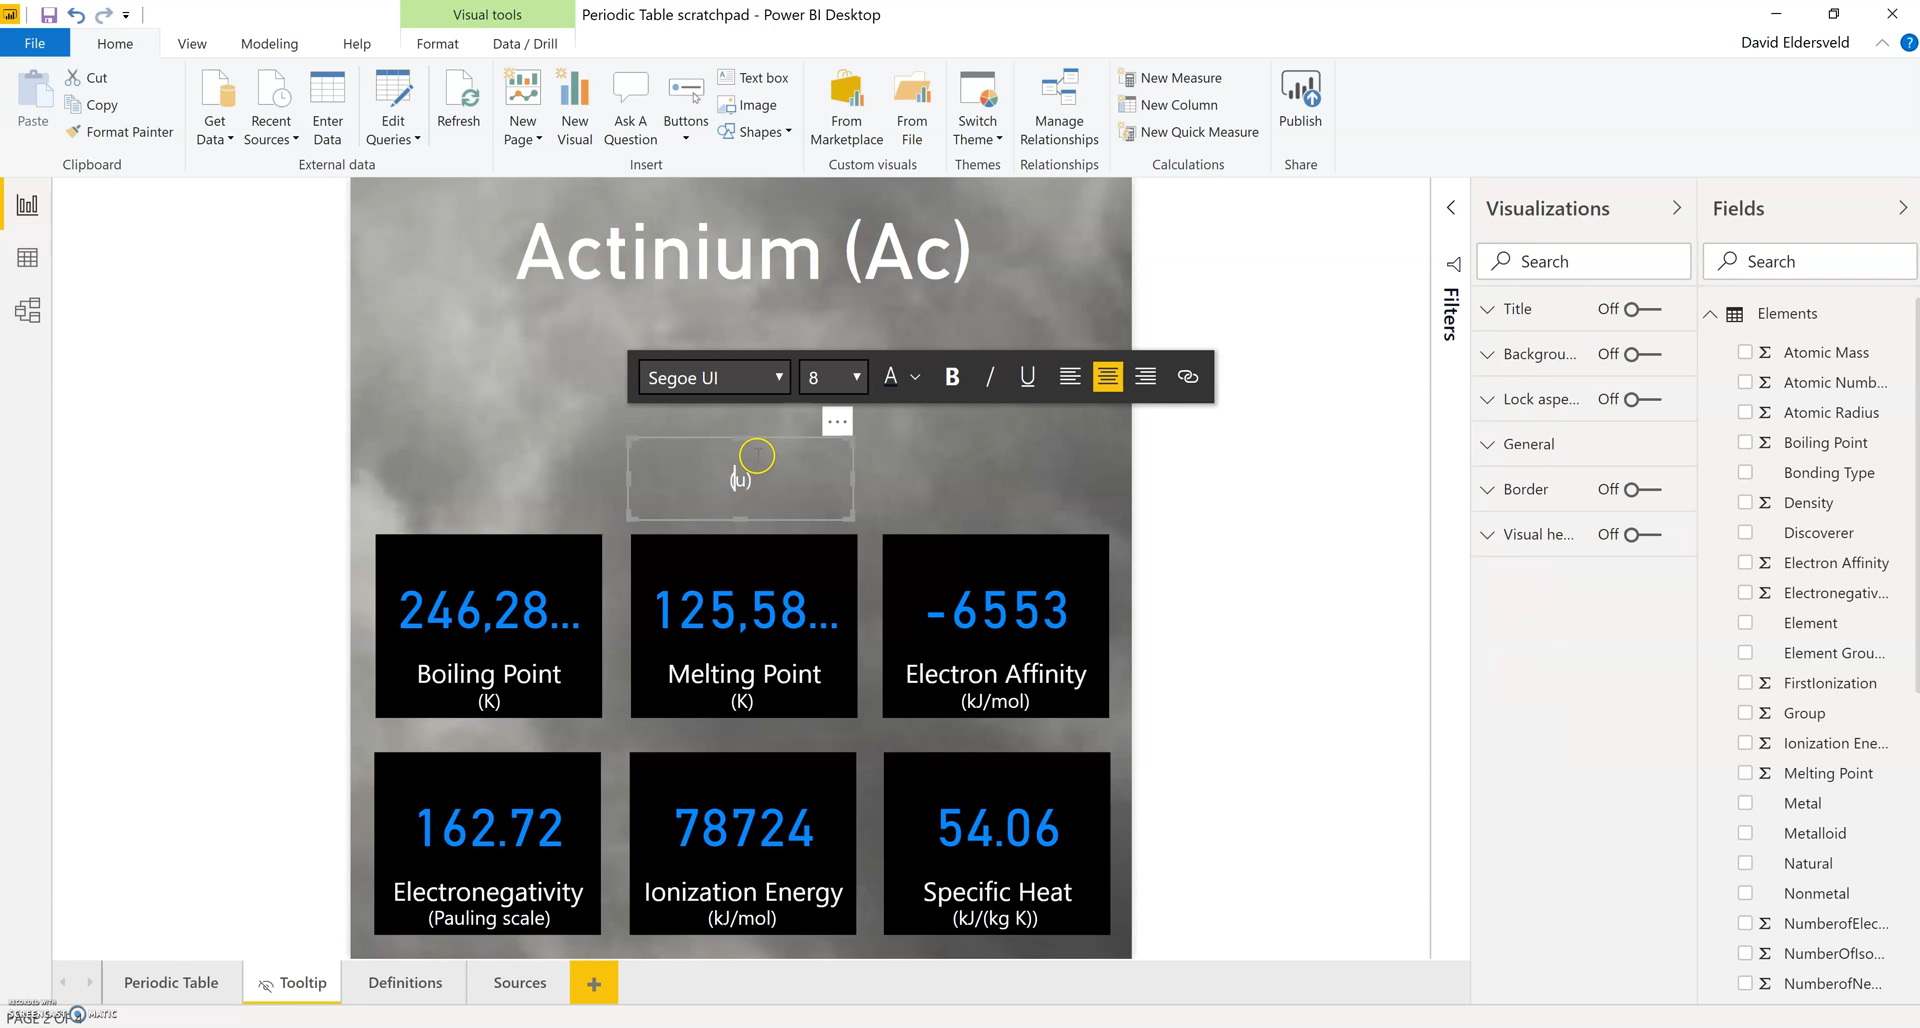 Visual tools
Periodic Table scratchpad - Power BI Desktop
File
Home
View
Modeling
Help
Format
Data / Drill
David Eldersveld
?
Paste
Cut
Copy
Format Painter
Clipboard
Get Data
Recent Sources
Enter Data
Edit Queries
Refresh
External data
New Page
New Visual
Ask A Question
Buttons
Text box
Image
Shapes
Insert
From Marketplace
From File
Custom visuals
Switch Theme
Themes
Manage Relationships
Relationships
New Measure
New Column
New Quick Measure
Calculations
Publish
Share
Actinium (Ac)
Segoe UI
8
A
B
I
U
...
(u)
246,28...
Boiling Point
(K)
125,58...
Melting Point
(K)
-6553
Electron Affinity
(kJ/mol)
162.72
Electronegativity
(Pauling scale)
78724
Ionization Energy
(kJ/mol)
54.06
Specific Heat
(kJ/(kg K))
Filters
Visualizations
Search
Title Off
Backgrou... Off
Lock aspe... Off
General
Border Off
Visual he... Off
Fields
Search
Elements
Σ Atomic Mass
Σ Atomic Numb...
Σ Atomic Radius
Σ Boiling Point
Bonding Type
Σ Density
Discoverer
Σ Electron Affinity
Σ Electronegativ...
Element
Element Grou...
Σ FirstIonization
Σ Group
Σ Ionization Ene...
Σ Melting Point
Metal
Metalloid
Natural
Nonmetal
Σ NumberofElec...
Σ NumberOfIso...
Σ NumberofNe...
Periodic Table
Tooltip
Definitions
Sources
+
RECORDED WITH
SCREENCAST MATIC
PAGE 2 OF 4